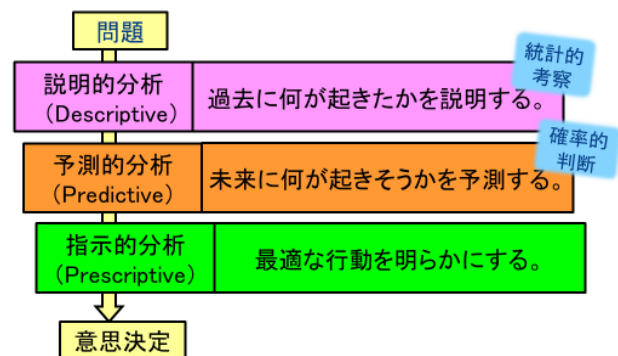 問題
統計的
考察
説明的分析
（Descriptive）
過去に何が起きたかを説明する。
確率的
判断
予測的分析
（Predictive）
未来に何が起きそうかを予測する。
指示的分析
（Prescriptive）
最適な行動を明らかにする。
意思決定